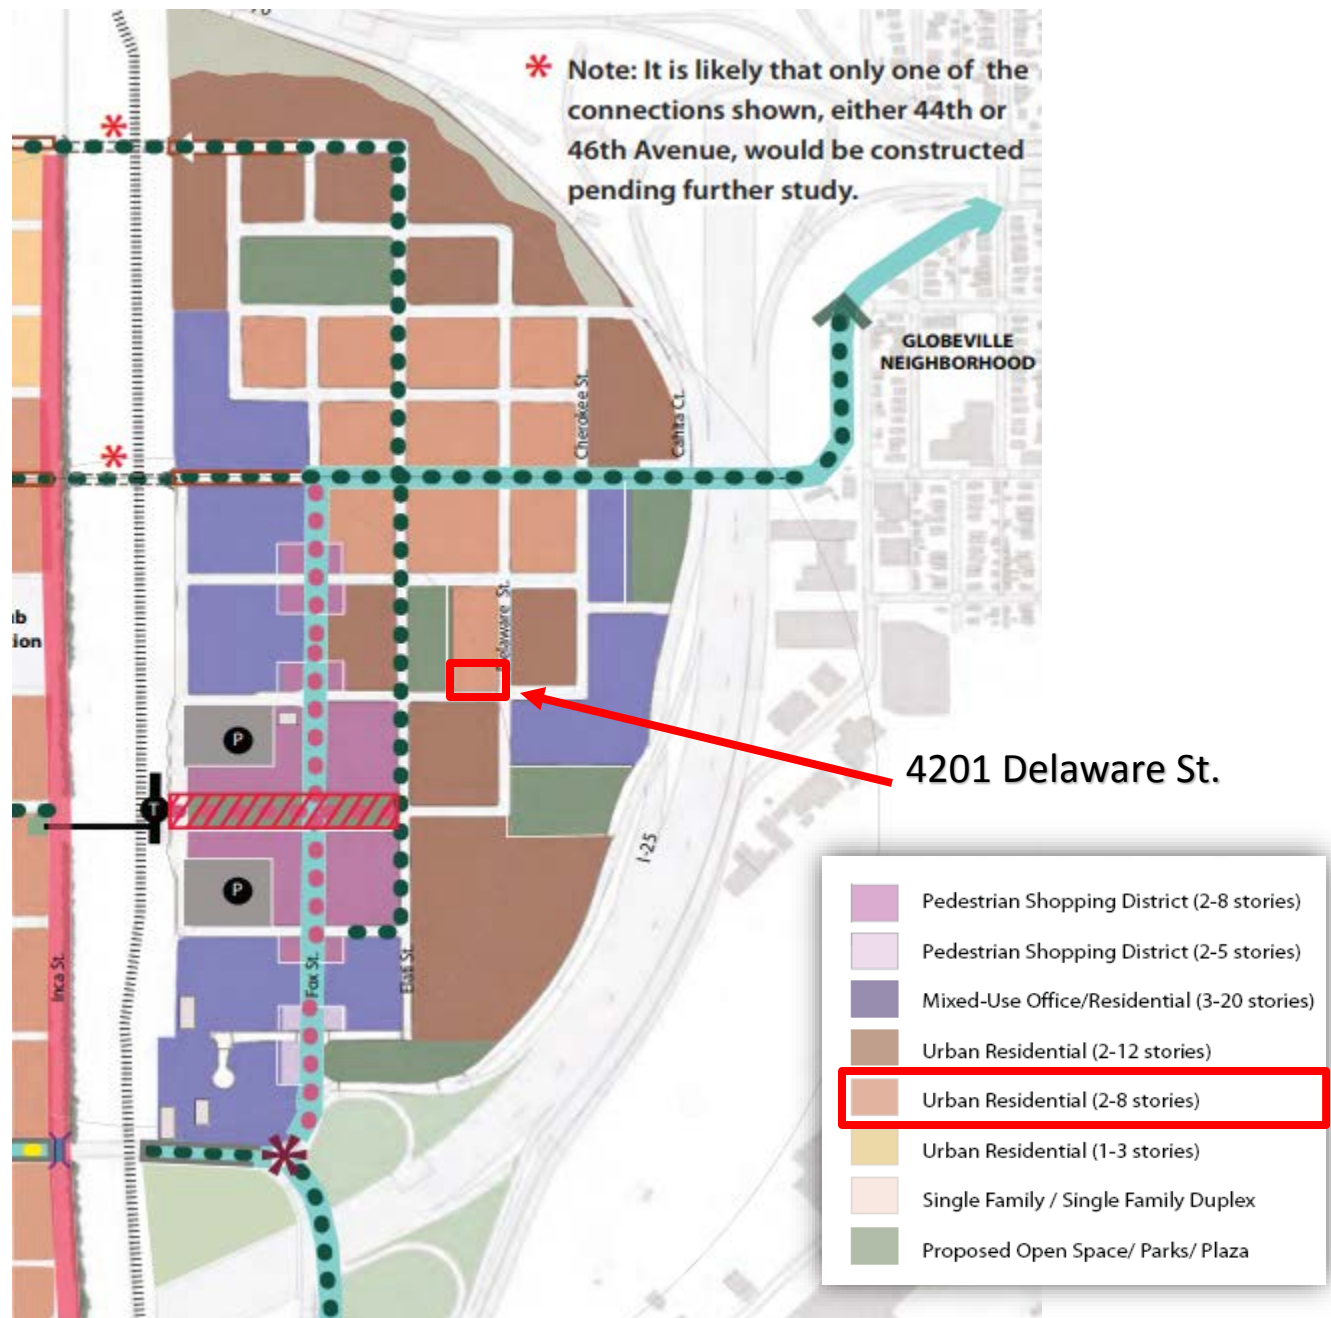 * Note: It is likely that only one of the
connections shown, either 44th or
46th Avenue, would be constructed
pending further study.
*
GLOBEVILLE
NEIGHBORHOOD
Cherokee St.
Cahita Ct.
*
Delaware St.
P
4201 Delaware St.
T
I-25
P
Inca St.
Fox St.
Elati St.
Pedestrian Shopping District (2-8 stories)
Pedestrian Shopping District (2-5 stories)
Mixed-Use Office/Residential (3-20 stories)
Urban Residential (2-12 stories)
Urban Residential (2-8 stories)
Urban Residential (1-3 stories)
Single Family / Single Family Duplex
Proposed Open Space/ Parks/ Plaza